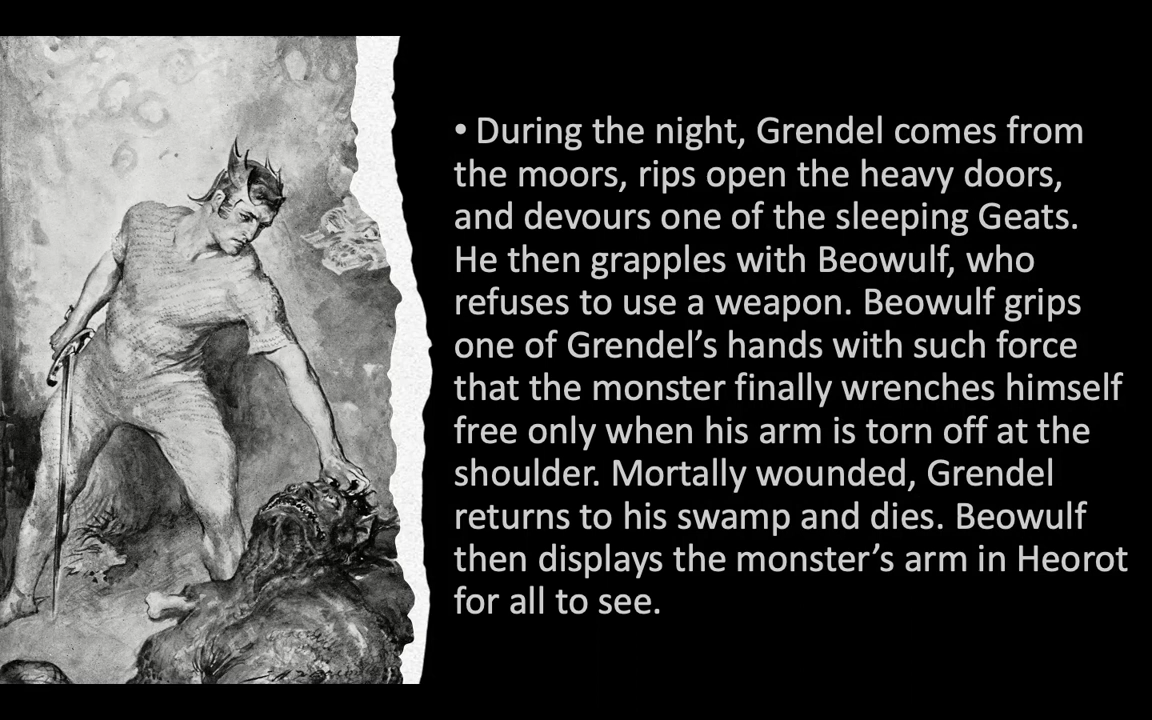 • During the night, Grendel comes from
the moors, rips open the heavy doors,
and devours one of the sleeping Geats.
He then grapples with Beowulf, who
refuses to use a weapon. Beowulf grips
one of Grendel’s hands with such force
that the monster finally wrenches himself
free only when his arm is torn off at the
shoulder. Mortally wounded, Grendel
returns to his swamp and dies. Beowulf
then displays the monster’s arm in Heorot
for all to see.